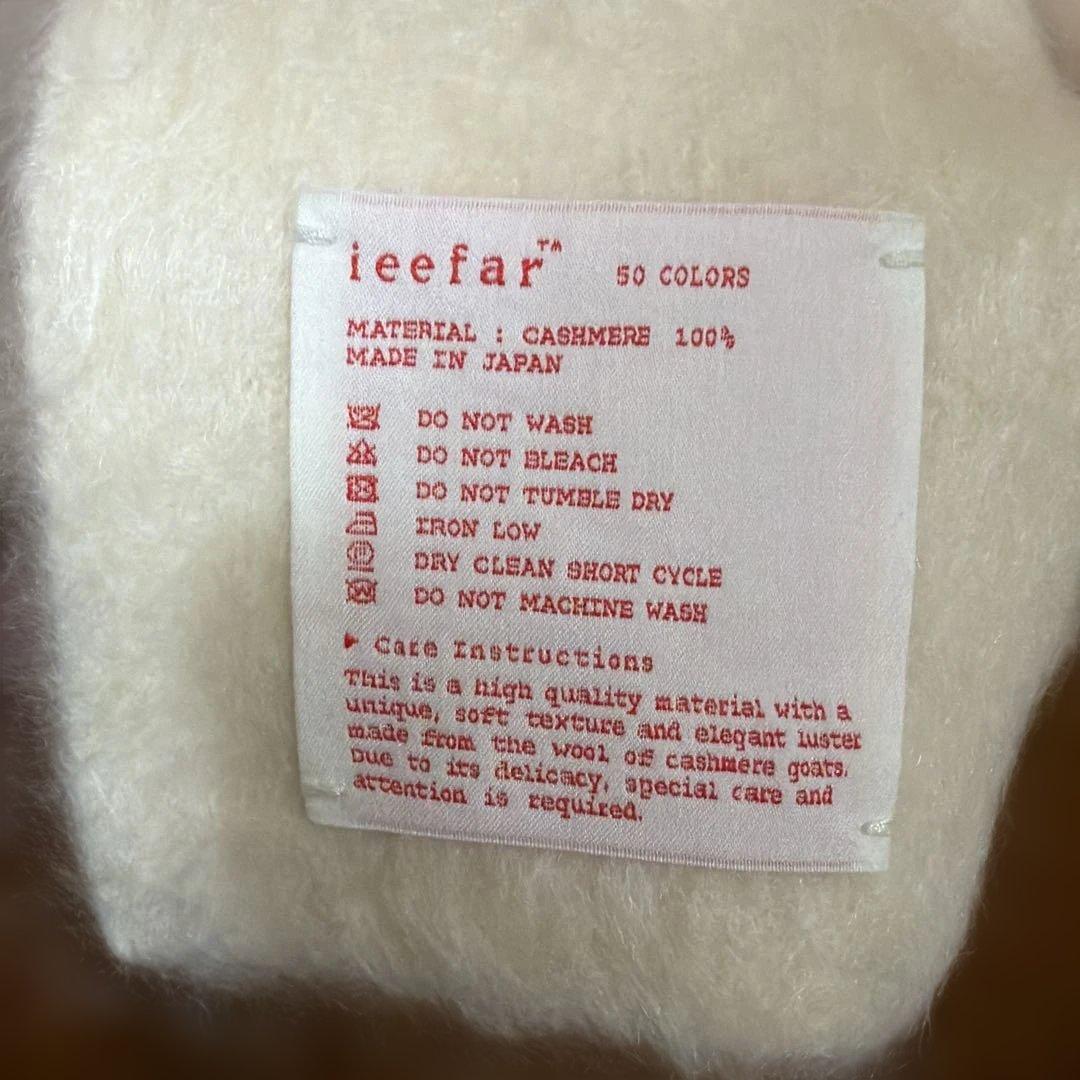 ieefar™ 50 COLORS
MATERIAL : CASHMERE 100%
MADE IN JAPAN
DO NOT WASH
DO NOT BLEACH
DO NOT TUMBLE DRY
IRON LOW
DRY CLEAN SHORT CYCLE
DO NOT MACHINE WASH
▶ Care Instructions
This is a high quality material with a
unique, soft texture and elegant luster
made from the wool of cashmere goats.
Due to its delicacy, special care and
attention is required.